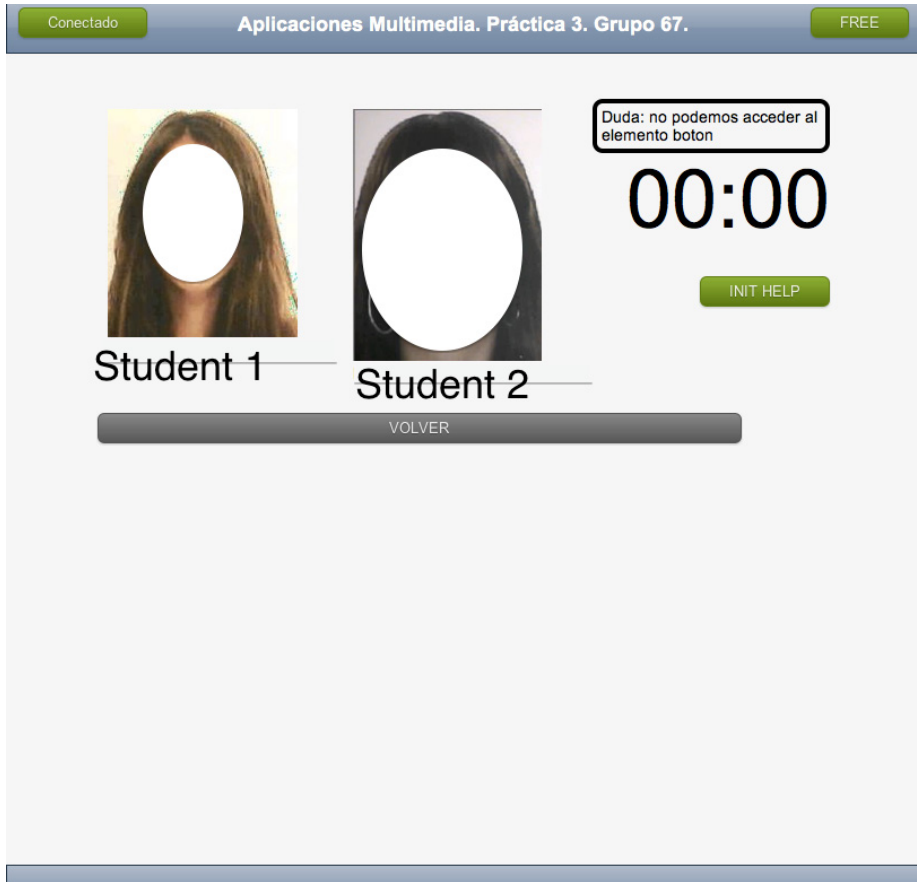 Conectado
Aplicaciones Multimedia. Práctica 3. Grupo 67.
FREE
Duda: no podemos acceder al
elemento boton
00:00
INIT HELP
Student 1
Student 2
VOLVER